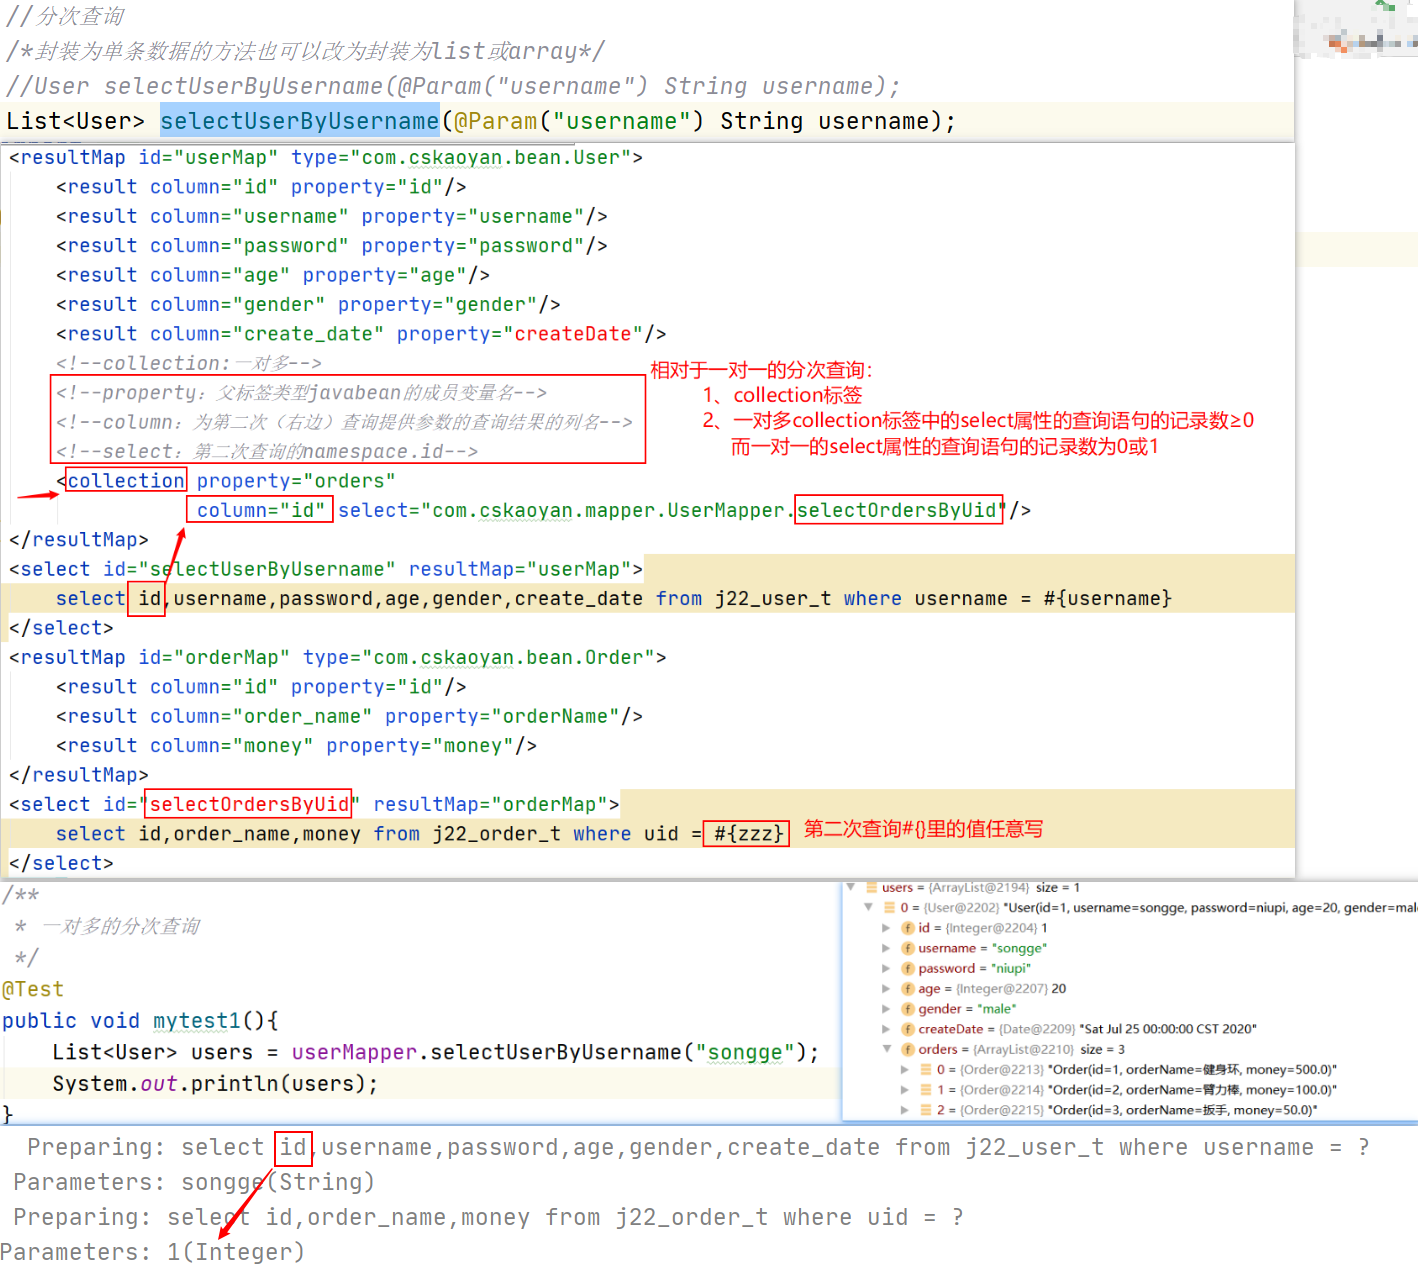 //分次查询
/*封装为单条数据的方法也可以改为封装为list或array*/
//User selectUserByUsername(@Param("username") String username);
List<User> selectUserByUsername(@Param("username") String username);
<resultMap id="userMap" type="com.cskaoyan.bean.User">
<result column="id" property="id"/>
<result column="username" property="username"/>
<result column="password" property="password"/>
<result column="age" property="age"/>
<result column="gender" property="gender"/>
<result column="create_date" property="createDate"/>
<!--collection:一对多-->
<!--property：父标签类型javabean的成员变量名-->
<!--column：为第二次（右边）查询提供参数的查询结果的列名-->
<!--select：第二次查询的namespace.id-->
相对于一对一的分次查询：
1、collection标签
2、一对多collection标签中的select属性的查询语句的记录数≥0
而一对一的select属性的查询语句的记录数为0或1
<collection property="orders"
column="id" select="com.cskaoyan.mapper.UserMapper.selectOrdersByUid"/>
</resultMap>
<select id="selectUserByUsername" resultMap="userMap">
select id,username,password,age,gender,create_date from j22_user_t where username = #{username}
</select>
<resultMap id="orderMap" type="com.cskaoyan.bean.Order">
<result column="id" property="id"/>
<result column="order_name" property="orderName"/>
<result column="money" property="money"/>
</resultMap>
<select id="selectOrdersByUid" resultMap="orderMap">
select id,order_name,money from j22_order_t where uid = #{zzz} 第二次查询#{}里的值任意写
</select>
/**
* 一对多的分次查询
*/
@Test
public void mytest1(){
List<User> users = userMapper.selectUserByUsername("songge");
System.out.println(users);
}
users = {ArrayList@2194} size = 1
0 = {User@2202} "User(id=1, username=songge, password=niupi, age=20, gender=male
id = {Integer@2204} 1
username = "songge"
password = "niupi"
age = {Integer@2207} 20
gender = "male"
createDate = {Date@2209} "Sat Jul 25 00:00:00 CST 2020"
orders = {ArrayList@2210} size = 3
0 = {Order@2213} "Order(id=1, orderName=健身环, money=500.0)"
1 = {Order@2214} "Order(id=2, orderName=臂力棒, money=100.0)"
2 = {Order@2215} "Order(id=3, orderName=扳手, money=50.0)"
Preparing: select id,username,password,age,gender,create_date from j22_user_t where username = ?
Parameters: songge(String)
Preparing: select id,order_name,money from j22_order_t where uid = ?
Parameters: 1(Integer)